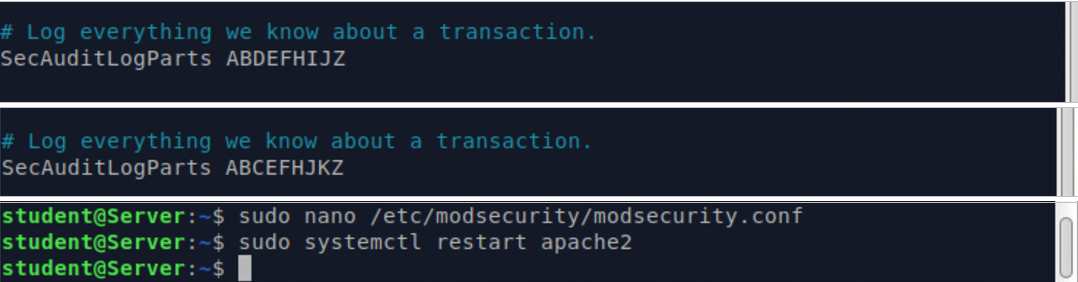 # Log everything we know about a transaction.
SecAuditLogParts ABDEFHIJZ
# Log everything we know about a transaction.
SecAuditLogParts ABCEFHJKZ
student@Server:~$ sudo nano /etc/modsecurity/modsecurity.conf
student@Server:~$ sudo systemctl restart apache2
student@Server:~$